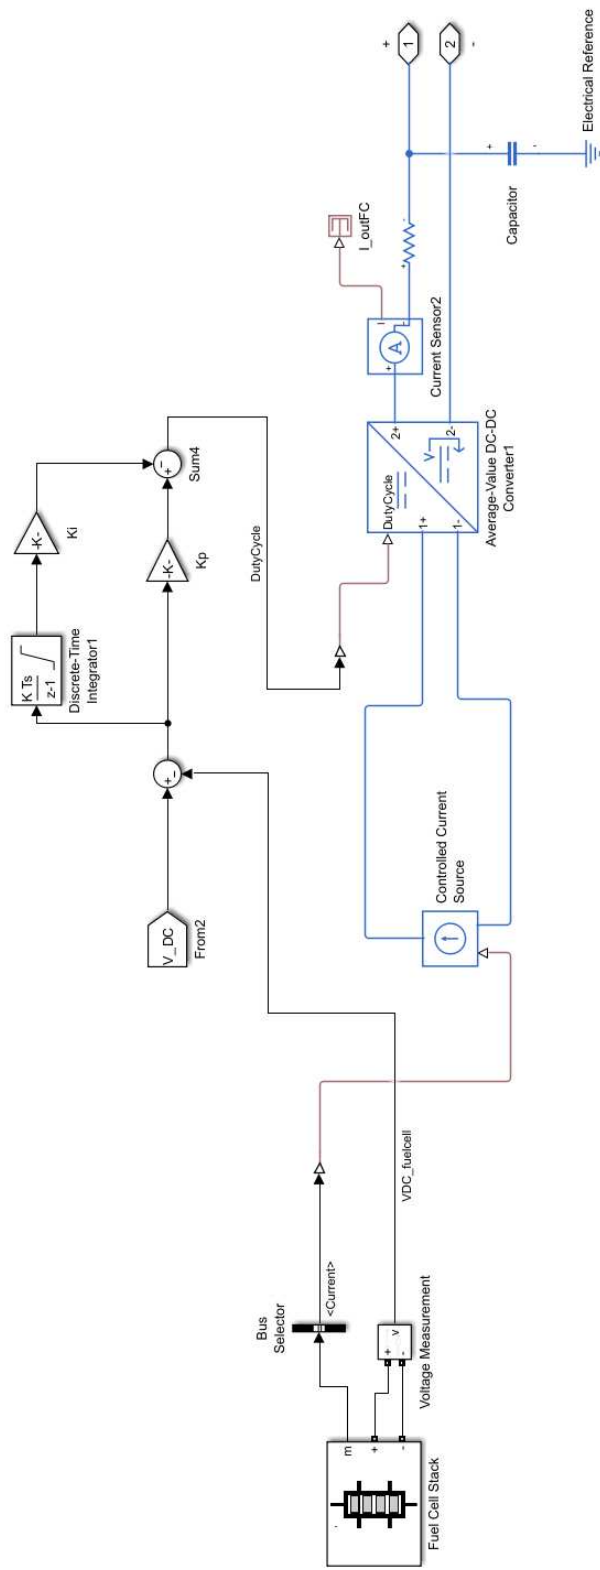 Fuel Cell Stack
m
+
-
Voltage Measurement
+
-
v
Bus
Selector
<Current>
VDC_fuelcell
V_DC
From2
+
-
K Ts
z-1
Discrete-Time
Integrator1
-K-
Ki
-K-
Kp
+
-
Sum4
DutyCycle
Controlled Current
Source
DutyCycle
1+
1-
2+
2-
V
Average-Value DC-DC
Converter1
+
A
I
-
Current Sensor2
I_outFC
+
-
+
1
2
-
+
-
Capacitor
Electrical Reference